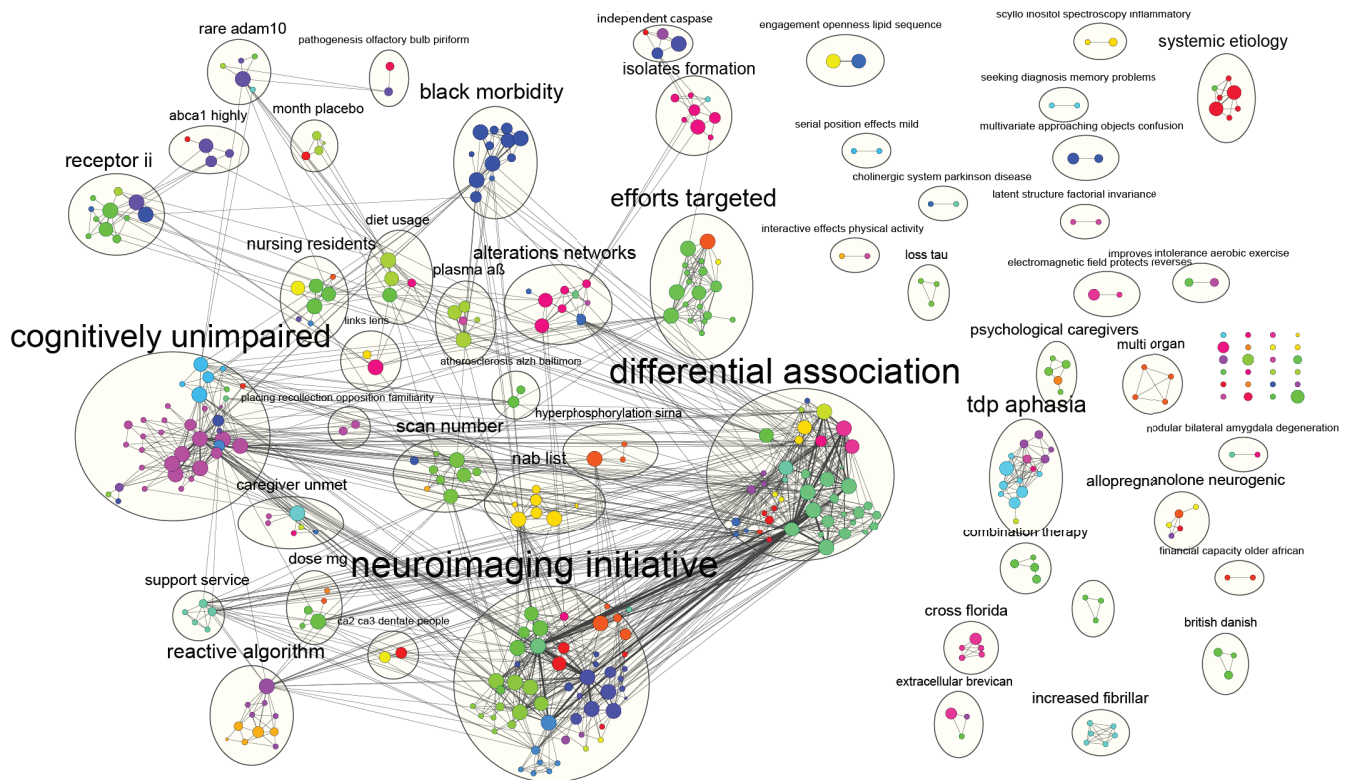 independent caspase
scyllo inositol spectroscopy inflammatory
rare adam10
engagement openness lipid sequence
pathogenesis olfactory bulb piriform
systemic etiology
isolates formation
seeking diagnosis memory problems
black morbidity
month placebo
abca1 highly
serial position effects mild
multivariate approaching objects confusion
receptor ii
cholinergic system parkinson disease
efforts targeted
latent structure factorial invariance
diet usage
interactive effects physical activity
nursing residents
alterations networks
loss tau
improves intolerance aerobic exercise
plasma aß
electromagnetic field protects reverses
links lens
cognitively unimpaired
psychological caregivers
multi organ
atherosclerosis alzh baltimore
differential association
placing recollection opposition familiarity
tdp aphasia
hyperphosphorylation sirna
scan number
nodular bilateral amygdala degeneration
nab list
caregiver unmet
allopregnanolone neurogenic
combination therapy
financial capacity older african
dose mg
neuroimaging initiative
support service
cross florida
ca2 ca3 dentate people
british danish
reactive algorithm
extracellular brevican
increased fibrillar